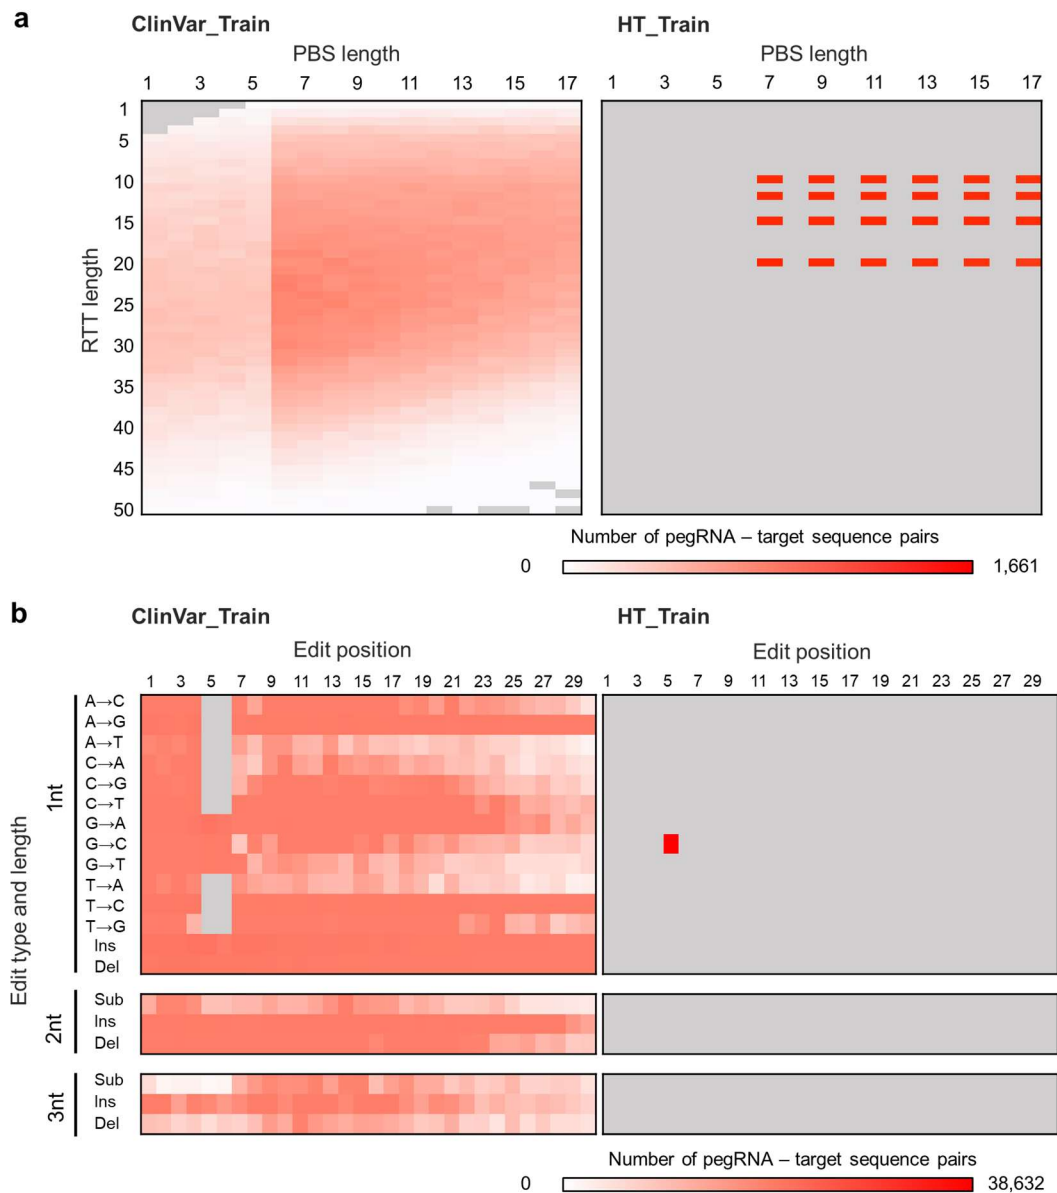 a
ClinVar_Train HT_Train
PBS length PBS length
1 3 5 7 9 11 13 15 17 1 3 5 7 9 11 13 15 17
RTT length
1
5
10
15
20
25
30
35
40
45
50
Number of pegRNA – target sequence pairs
0 1,661
b
ClinVar_Train HT_Train
Edit position Edit position
1 3 5 7 9 11 13 15 17 19 21 23 25 27 29 1 3 5 7 9 11 13 15 17 19 21 23 25 27 29
Edit type and length
1nt
A→C
A→G
A→T
C→A
C→G
C→T
G→A
G→C
G→T
T→A
T→C
T→G
Ins
Del
2nt
Sub
Ins
Del
3nt
Sub
Ins
Del
Number of pegRNA – target sequence pairs
0 38,632